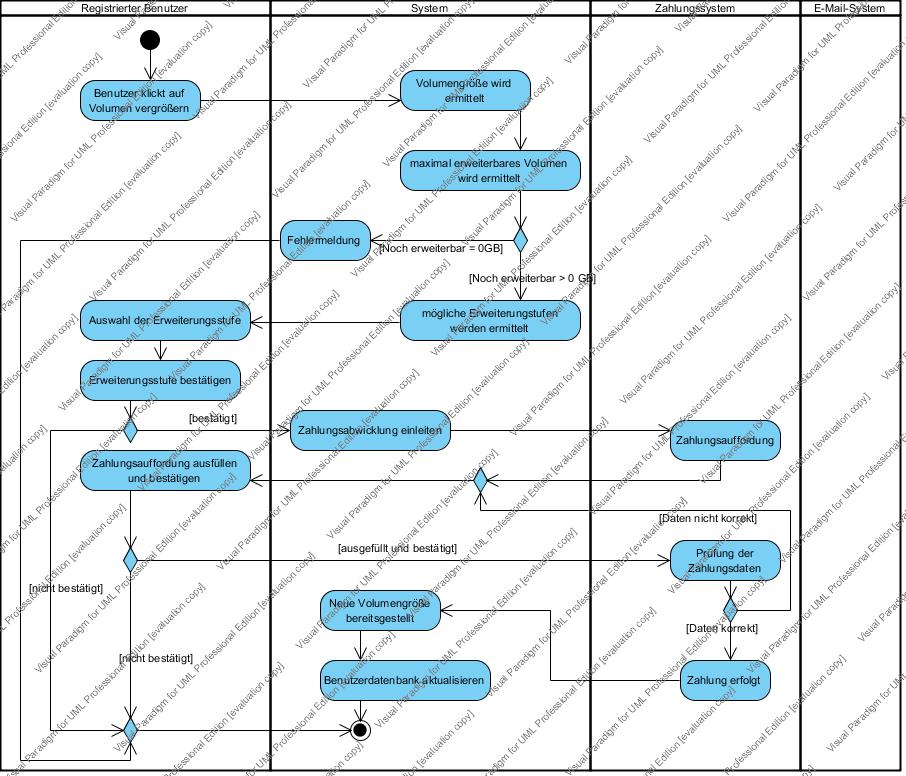 Registrierter Benutzer
System
Zahlungssystem
E-Mail-System
Benutzer klickt auf
Volumen vergrößern
Volumengröße wird
ermittelt
maximal erweiterbares Volumen
wird ermittelt
Fehlermeldung
[Noch erweiterbar = 0GB]
[Noch erweiterbar > 0 GB]
Auswahl der Erweiterungsstufe
mögliche Erweiterungstufen
werden ermittelt
Erweiterungsstufe bestätigen
[bestätigt]
Zahlungsabwicklung einleiten
Zahlungsauffordung
Zahlungsauffordung ausfüllen
und bestätigen
[Daten nicht korrekt]
[ausgefüllt und bestätigt]
Prüfung der
Zahlungsdaten
[nicht bestätigt]
Neue Volumengröße
bereitsgestellt
[Daten korrekt]
[nicht bestätigt]
Benutzerdatenbank aktualisieren
Zahlung erfolgt
Visual Paradigm for UML Professional Edition [evaluation copy]